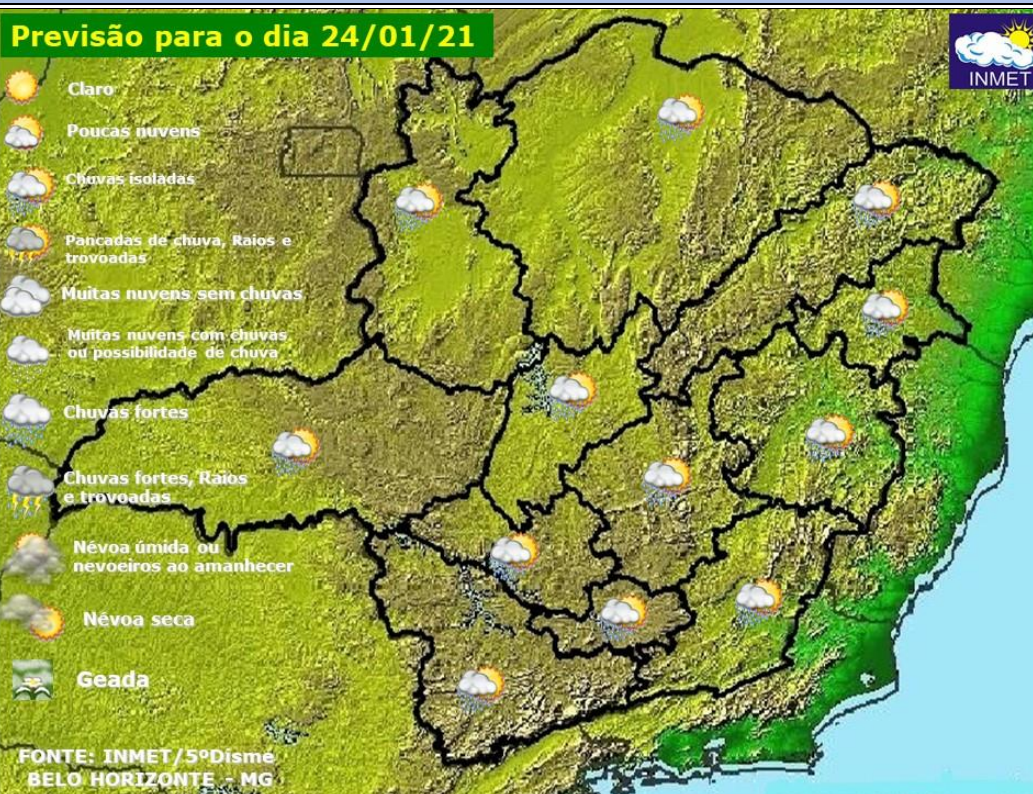 Previsão para o dia 24/01/21
INMET
Claro
Poucas nuvens
Chuvas isoladas
Pancadas de chuva, Raios e
trovoadas
Muitas nuvens sem chuvas
Muitas nuvens com chuvas
ou possibilidade de chuva
Chuvas fortes
Chuvas fortes, Raios
e trovoadas
Névoa úmida ou
nevoeiros ao amanhecer
Névoa seca
Geada
FONTE: INMET/5ºDisme
BELO HORIZONTE - MG